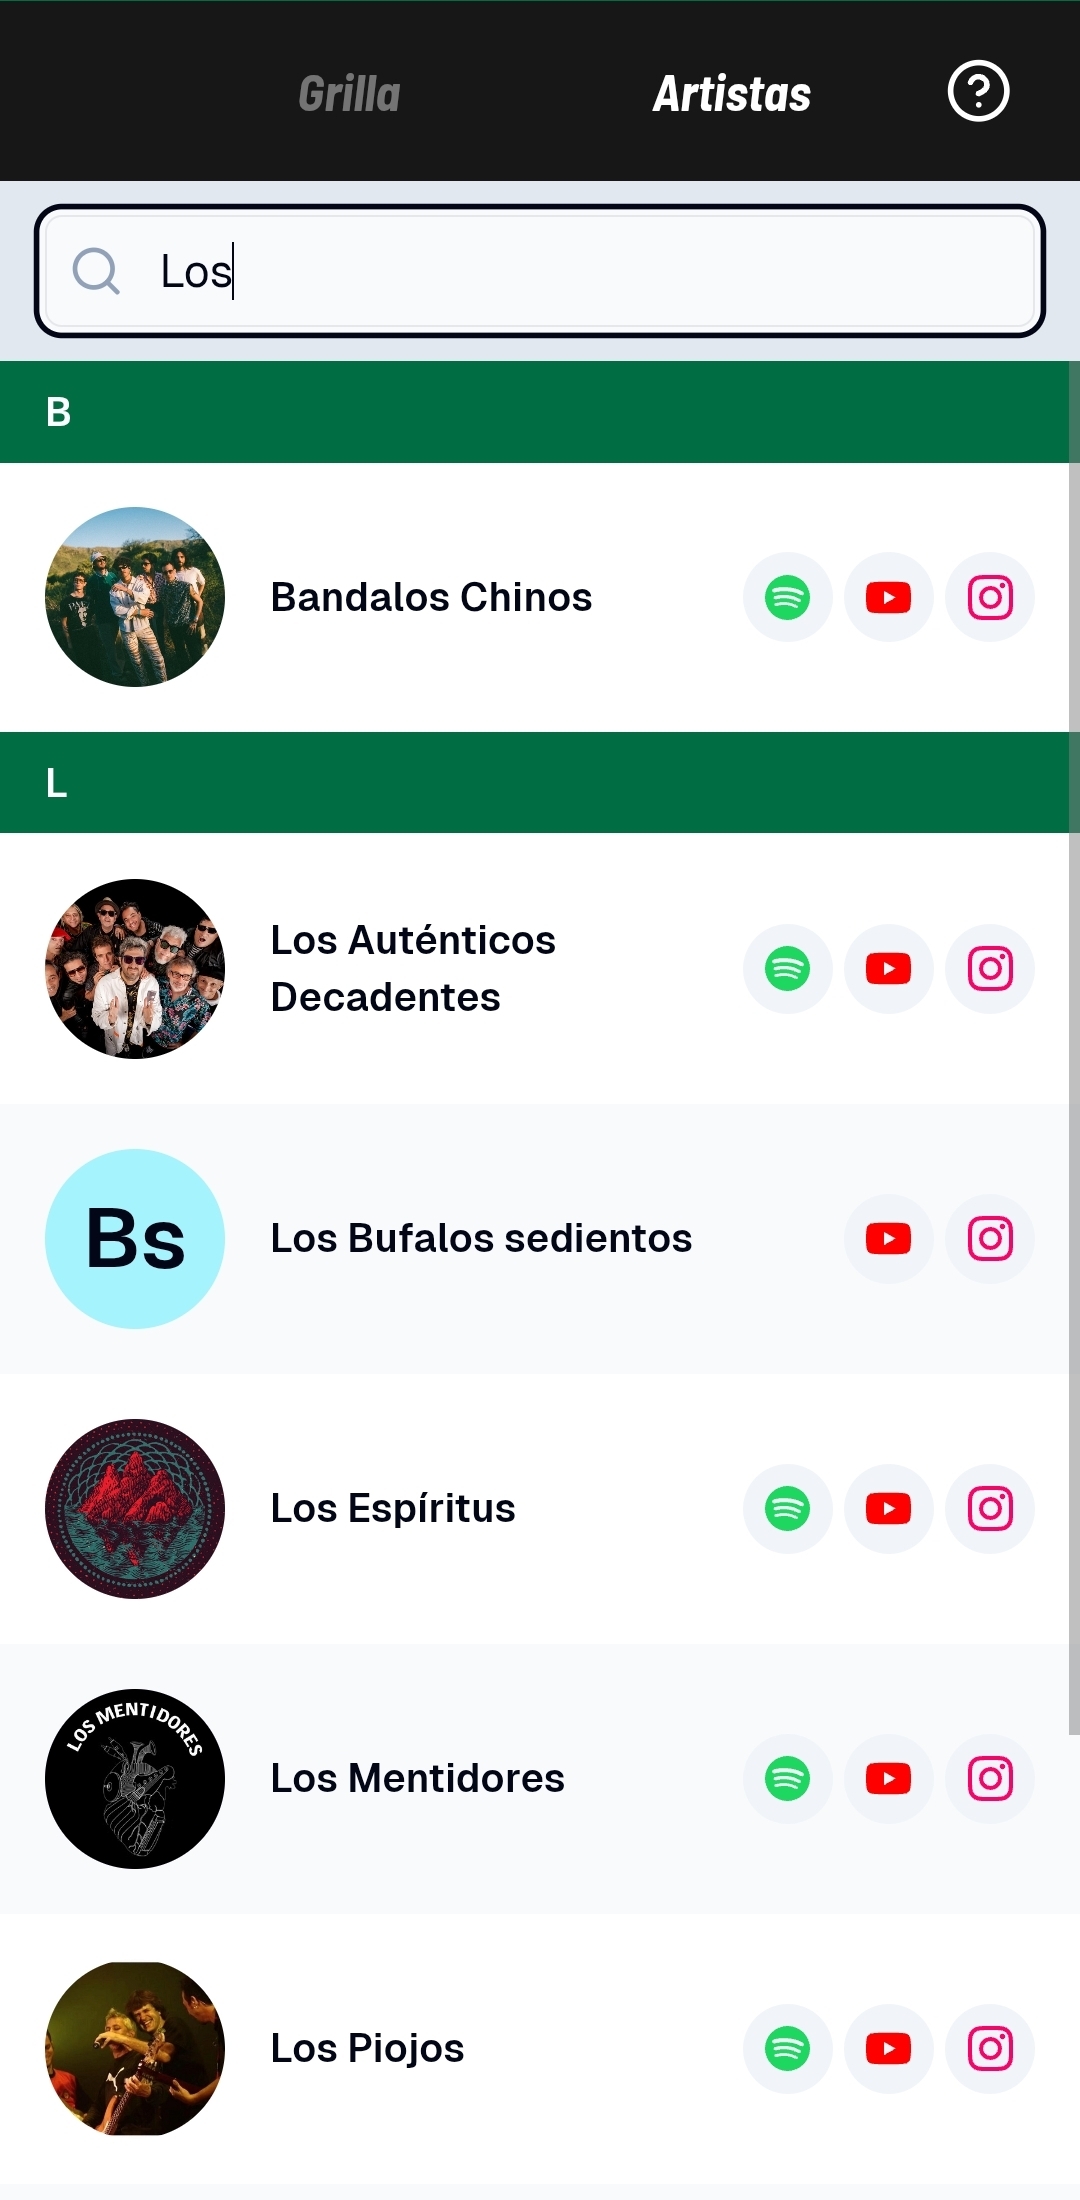 Grilla Artistas
Los
B
Bandalos Chinos
L
Los Auténticos
Decadentes
Bs
Los Bufalos sedientos
Los Espíritus
LOS MENTIDORES
Los Mentidores
Los Piojos